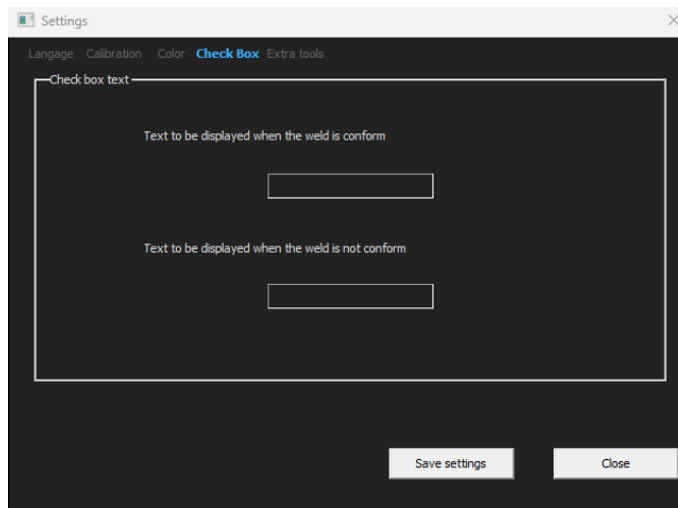 Settings
Langage Calibration Color Check Box Extra tools
Check box text
Text to be displayed when the weld is conform
Text to be displayed when the weld is not conform
Save settings Close